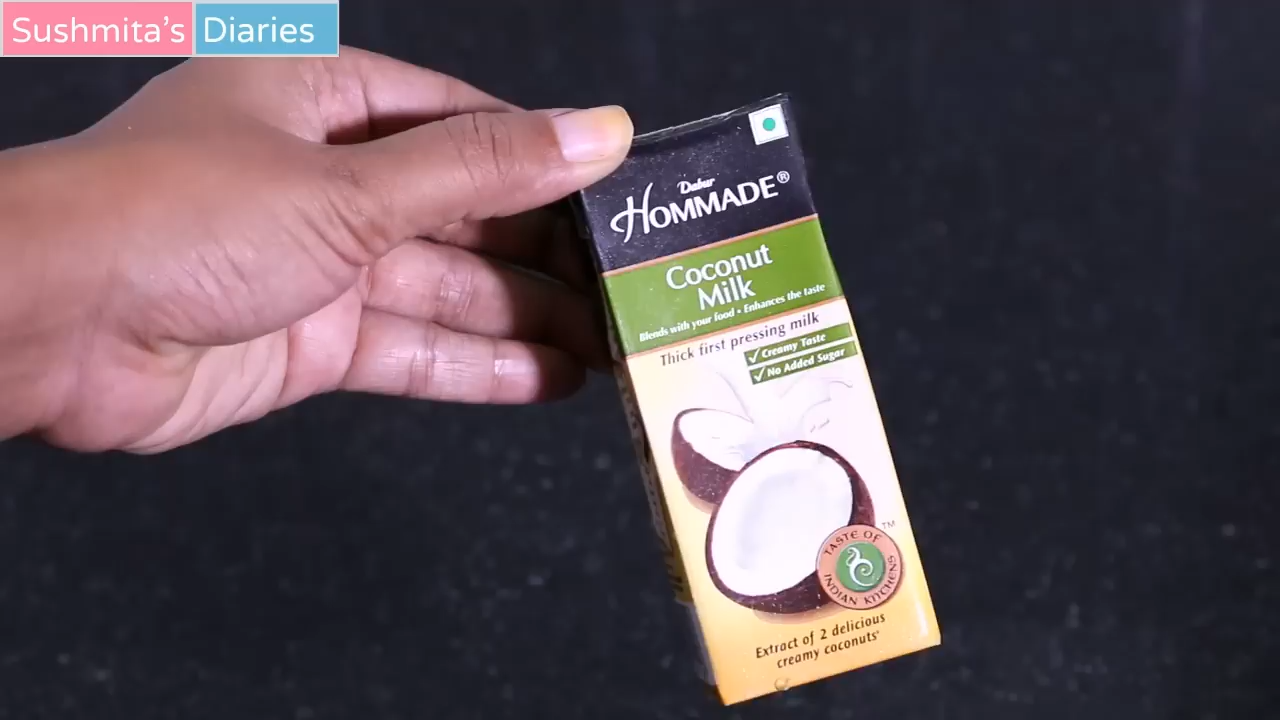 Sushmita's Diaries
Dabur
HOMMADE®
Coconut
Milk
Blends with your food • Enhances the taste
Thick first pressing milk
✓ Creamy Taste
✓ No Added Sugar
TASTE OF
INDIAN KITCHENS
TM
Extract of 2 delicious
creamy coconuts*